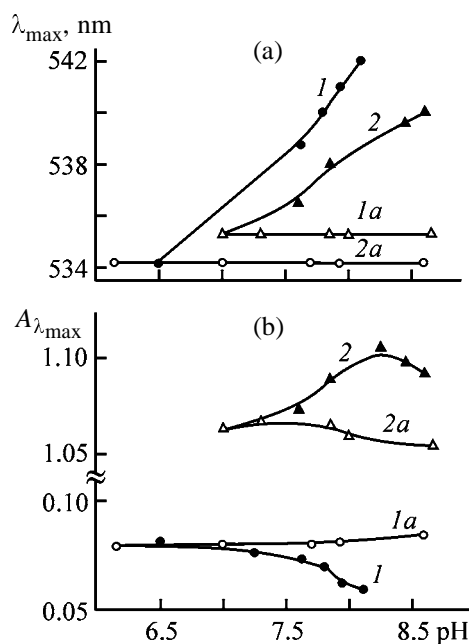 λmax, nm
(a)
542
1
2
538
1a
2a
534
Aλmax
(b)
1.10
2
2a
1.05
0.10
1a
1
0.05
6.5 7.5 8.5 pH